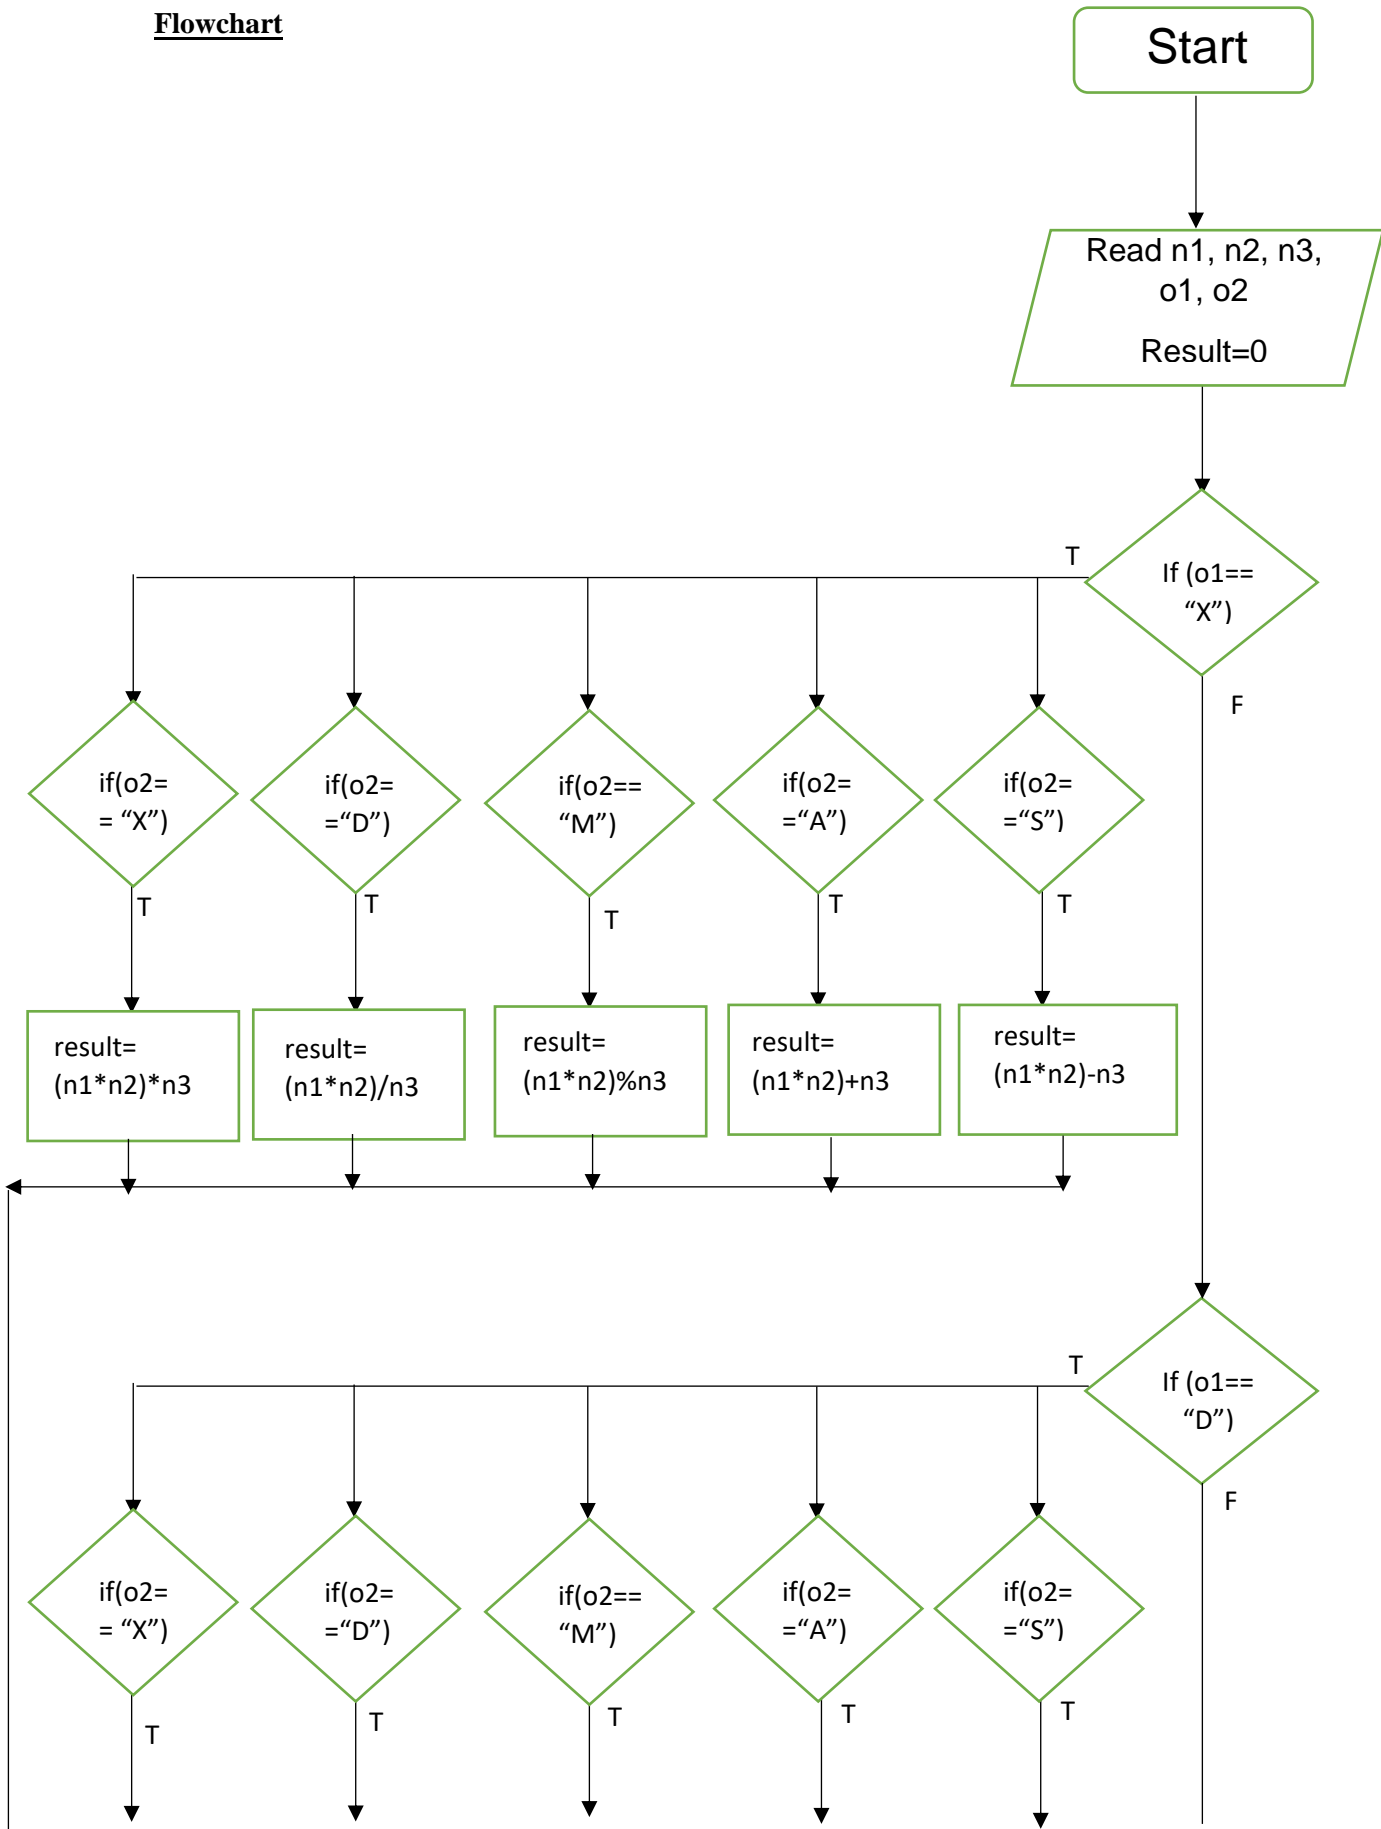 Flowchart
Start
Read n1, n2, n3,
o1, o2
Result=0
T
If (o1==
“X”)
F
if(o2=
= “X”)
if(o2=
=“D”)
if(o2==
“M”)
if(o2=
=“A”)
if(o2=
=“S”)
T
T
T
T
T
result=
(n1*n2)*n3
result=
(n1*n2)/n3
result=
(n1*n2)%n3
result=
(n1*n2)+n3
result=
(n1*n2)-n3
T
If (o1==
“D”)
F
if(o2=
= “X”)
if(o2=
=“D”)
if(o2==
“M”)
if(o2=
=“A”)
if(o2=
=“S”)
T
T
T
T
T